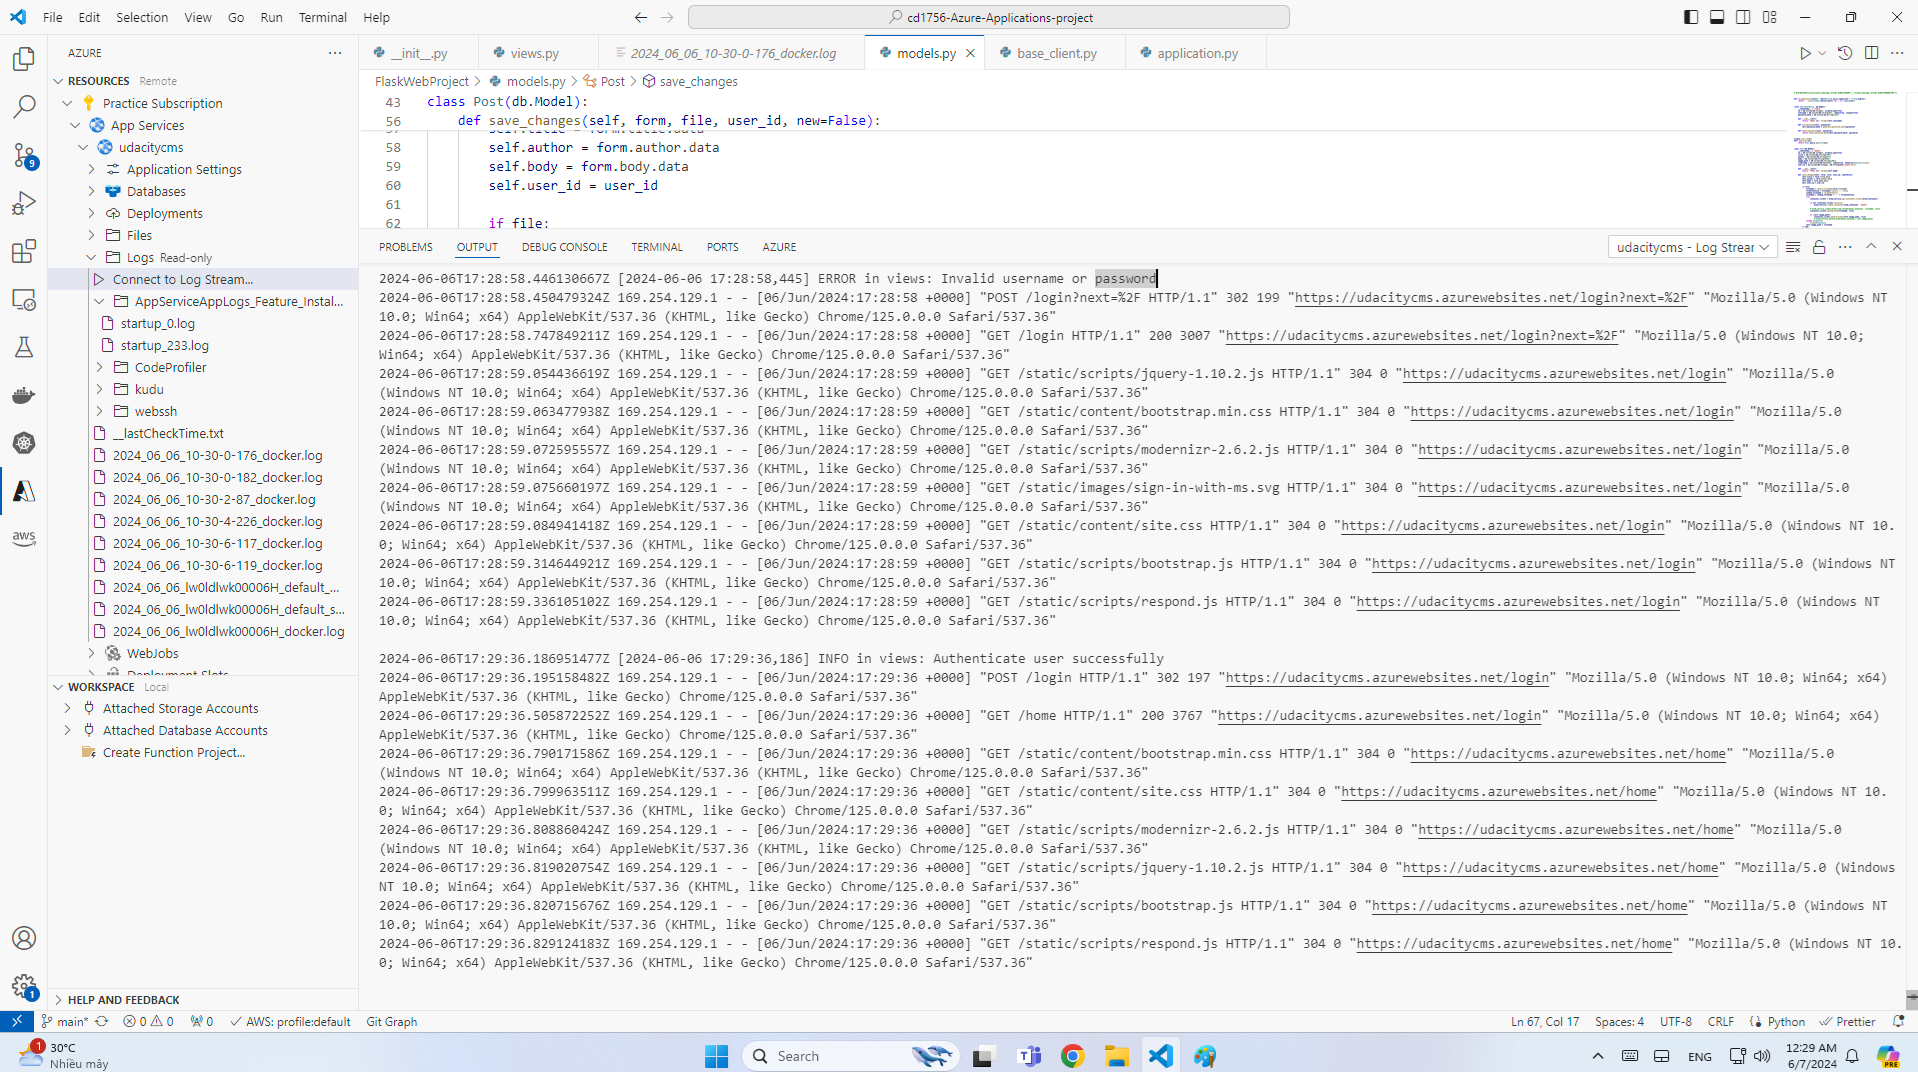 File Edit Selection View Go Run Terminal Help
cd1756-Azure-Applications-project
AZURE
RESOURCES Remote
Practice Subscription
App Services
udacitycms
Application Settings
Databases
Deployments
Files
Logs Read-only
Connect to Log Stream...
AppServiceAppLogs_Feature_Instal...
startup_0.log
startup_233.log
CodeProfiler
kudu
webssh
__lastCheckTime.txt
2024_06_06_10-30-0-176_docker.log
2024_06_06_10-30-0-182_docker.log
2024_06_06_10-30-2-87_docker.log
2024_06_06_10-30-4-226_docker.log
2024_06_06_10-30-6-117_docker.log
2024_06_06_10-30-6-119_docker.log
2024_06_06_lw0ldlwk00006H_default_...
2024_06_06_lw0ldlwk00006H_default_s...
2024_06_06_lw0ldlwk00006H_docker.log
WebJobs
Deployment Slots
WORKSPACE Local
Attached Storage Accounts
Attached Database Accounts
Create Function Project...
HELP AND FEEDBACK
9
aws
1
__init__.py views.py 2024_06_06_10-30-0-176_docker.log models.py base_client.py application.py
FlaskWebProject > models.py > Post > save_changes
43 class Post(db.Model):
56 def save_changes(self, form, file, user_id, new=False):
57 self.title = form.title.data
58 self.author = form.author.data
59 self.body = form.body.data
60 self.user_id = user_id
61
62 if file:
PROBLEMS OUTPUT DEBUG CONSOLE TERMINAL PORTS AZURE
udacitycms - Log Strear
2024-06-06T17:28:58.446130667Z [2024-06-06 17:28:58,445] ERROR in views: Invalid username or password
2024-06-06T17:28:58.450479324Z 169.254.129.1 - - [06/Jun/2024:17:28:58 +0000] "POST /login?next=%2F HTTP/1.1" 302 199 "https://udacitycms.azurewebsites.net/login?next=%2F" "Mozilla/5.0 (Windows NT
10.0; Win64; x64) AppleWebKit/537.36 (KHTML, like Gecko) Chrome/125.0.0.0 Safari/537.36"
2024-06-06T17:28:58.747849211Z 169.254.129.1 - - [06/Jun/2024:17:28:58 +0000] "GET /login HTTP/1.1" 200 3007 "https://udacitycms.azurewebsites.net/login?next=%2F" "Mozilla/5.0 (Windows NT 10.0;
Win64; x64) AppleWebKit/537.36 (KHTML, like Gecko) Chrome/125.0.0.0 Safari/537.36"
2024-06-06T17:28:59.054436619Z 169.254.129.1 - - [06/Jun/2024:17:28:59 +0000] "GET /static/scripts/jquery-1.10.2.js HTTP/1.1" 304 0 "https://udacitycms.azurewebsites.net/login" "Mozilla/5.0
(Windows NT 10.0; Win64; x64) AppleWebKit/537.36 (KHTML, like Gecko) Chrome/125.0.0.0 Safari/537.36"
2024-06-06T17:28:59.063477938Z 169.254.129.1 - - [06/Jun/2024:17:28:59 +0000] "GET /static/content/bootstrap.min.css HTTP/1.1" 304 0 "https://udacitycms.azurewebsites.net/login" "Mozilla/5.0
(Windows NT 10.0; Win64; x64) AppleWebKit/537.36 (KHTML, like Gecko) Chrome/125.0.0.0 Safari/537.36"
2024-06-06T17:28:59.072595557Z 169.254.129.1 - - [06/Jun/2024:17:28:59 +0000] "GET /static/scripts/modernizr-2.6.2.js HTTP/1.1" 304 0 "https://udacitycms.azurewebsites.net/login" "Mozilla/5.0
(Windows NT 10.0; Win64; x64) AppleWebKit/537.36 (KHTML, like Gecko) Chrome/125.0.0.0 Safari/537.36"
2024-06-06T17:28:59.075660197Z 169.254.129.1 - - [06/Jun/2024:17:28:59 +0000] "GET /static/images/sign-in-with-ms.svg HTTP/1.1" 304 0 "https://udacitycms.azurewebsites.net/login" "Mozilla/5.0
(Windows NT 10.0; Win64; x64) AppleWebKit/537.36 (KHTML, like Gecko) Chrome/125.0.0.0 Safari/537.36"
2024-06-06T17:28:59.084941418Z 169.254.129.1 - - [06/Jun/2024:17:28:59 +0000] "GET /static/content/site.css HTTP/1.1" 304 0 "https://udacitycms.azurewebsites.net/login" "Mozilla/5.0 (Windows NT 10.
0; Win64; x64) AppleWebKit/537.36 (KHTML, like Gecko) Chrome/125.0.0.0 Safari/537.36"
2024-06-06T17:28:59.314644921Z 169.254.129.1 - - [06/Jun/2024:17:28:59 +0000] "GET /static/scripts/bootstrap.js HTTP/1.1" 304 0 "https://udacitycms.azurewebsites.net/login" "Mozilla/5.0 (Windows NT
10.0; Win64; x64) AppleWebKit/537.36 (KHTML, like Gecko) Chrome/125.0.0.0 Safari/537.36"
2024-06-06T17:28:59.336105102Z 169.254.129.1 - - [06/Jun/2024:17:28:59 +0000] "GET /static/scripts/respond.js HTTP/1.1" 304 0 "https://udacitycms.azurewebsites.net/login" "Mozilla/5.0 (Windows NT
10.0; Win64; x64) AppleWebKit/537.36 (KHTML, like Gecko) Chrome/125.0.0.0 Safari/537.36"
2024-06-06T17:29:36.186951477Z [2024-06-06 17:29:36,186] INFO in views: Authenticate user successfully
2024-06-06T17:29:36.195158482Z 169.254.129.1 - - [06/Jun/2024:17:29:36 +0000] "POST /login HTTP/1.1" 302 197 "https://udacitycms.azurewebsites.net/login" "Mozilla/5.0 (Windows NT 10.0; Win64; x64)
AppleWebKit/537.36 (KHTML, like Gecko) Chrome/125.0.0.0 Safari/537.36"
2024-06-06T17:29:36.505872252Z 169.254.129.1 - - [06/Jun/2024:17:29:36 +0000] "GET /home HTTP/1.1" 200 3767 "https://udacitycms.azurewebsites.net/login" "Mozilla/5.0 (Windows NT 10.0; Win64; x64)
AppleWebKit/537.36 (KHTML, like Gecko) Chrome/125.0.0.0 Safari/537.36"
2024-06-06T17:29:36.790171586Z 169.254.129.1 - - [06/Jun/2024:17:29:36 +0000] "GET /static/content/bootstrap.min.css HTTP/1.1" 304 0 "https://udacitycms.azurewebsites.net/home" "Mozilla/5.0
(Windows NT 10.0; Win64; x64) AppleWebKit/537.36 (KHTML, like Gecko) Chrome/125.0.0.0 Safari/537.36"
2024-06-06T17:29:36.799963511Z 169.254.129.1 - - [06/Jun/2024:17:29:36 +0000] "GET /static/content/site.css HTTP/1.1" 304 0 "https://udacitycms.azurewebsites.net/home" "Mozilla/5.0 (Windows NT 10.
0; Win64; x64) AppleWebKit/537.36 (KHTML, like Gecko) Chrome/125.0.0.0 Safari/537.36"
2024-06-06T17:29:36.808860424Z 169.254.129.1 - - [06/Jun/2024:17:29:36 +0000] "GET /static/scripts/modernizr-2.6.2.js HTTP/1.1" 304 0 "https://udacitycms.azurewebsites.net/home" "Mozilla/5.0
(Windows NT 10.0; Win64; x64) AppleWebKit/537.36 (KHTML, like Gecko) Chrome/125.0.0.0 Safari/537.36"
2024-06-06T17:29:36.819020754Z 169.254.129.1 - - [06/Jun/2024:17:29:36 +0000] "GET /static/scripts/jquery-1.10.2.js HTTP/1.1" 304 0 "https://udacitycms.azurewebsites.net/home" "Mozilla/5.0 (Windows
NT 10.0; Win64; x64) AppleWebKit/537.36 (KHTML, like Gecko) Chrome/125.0.0.0 Safari/537.36"
2024-06-06T17:29:36.820715676Z 169.254.129.1 - - [06/Jun/2024:17:29:36 +0000] "GET /static/scripts/bootstrap.js HTTP/1.1" 304 0 "https://udacitycms.azurewebsites.net/home" "Mozilla/5.0 (Windows NT
10.0; Win64; x64) AppleWebKit/537.36 (KHTML, like Gecko) Chrome/125.0.0.0 Safari/537.36"
2024-06-06T17:29:36.829124183Z 169.254.129.1 - - [06/Jun/2024:17:29:36 +0000] "GET /static/scripts/respond.js HTTP/1.1" 304 0 "https://udacitycms.azurewebsites.net/home" "Mozilla/5.0 (Windows NT 10.
0; Win64; x64) AppleWebKit/537.36 (KHTML, like Gecko) Chrome/125.0.0.0 Safari/537.36"
main* 0 0 0 AWS: profile:default Git Graph
Ln 67, Col 17 Spaces: 4 UTF-8 CRLF Python Prettier
1 30°C
Nhiều mây
Search
ENG
12:29 AM
6/7/2024
PRE